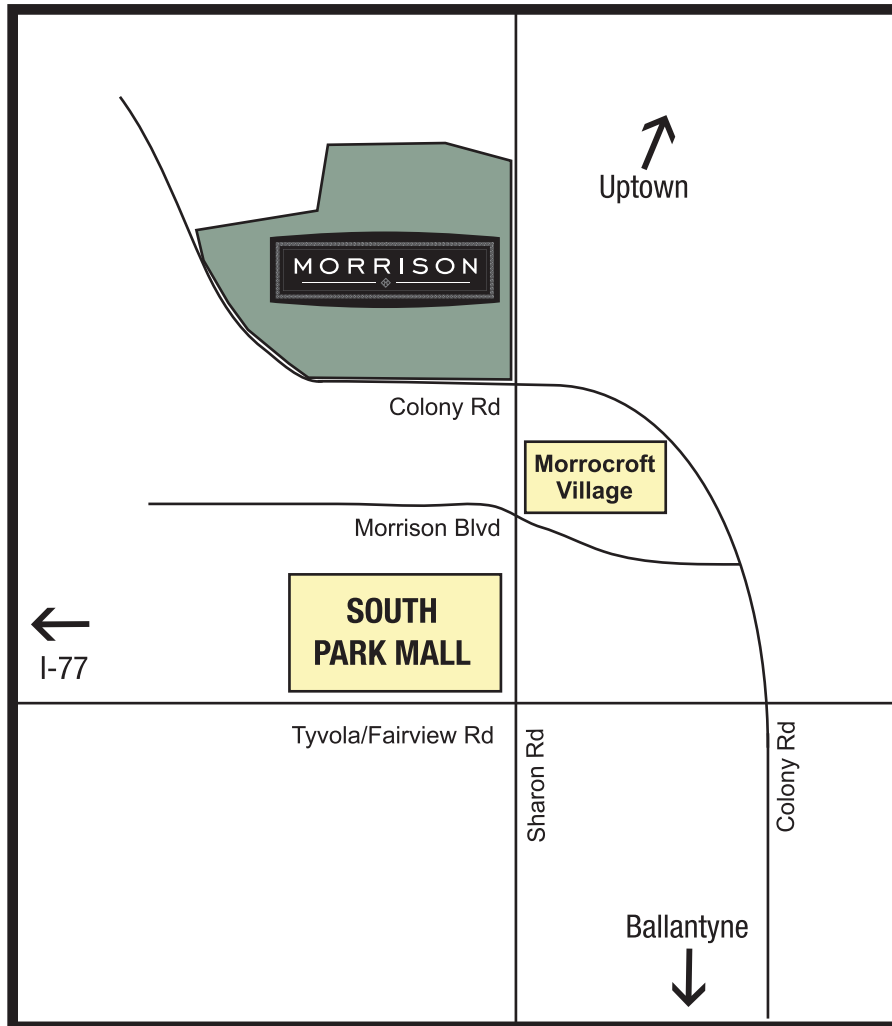 Uptown
MORRISON
Colony Rd
Morrocroft
Village
Morrison Blvd
SOUTH
PARK MALL
I-77
Tyvola/Fairview Rd
Sharon Rd
Colony Rd
Ballantyne